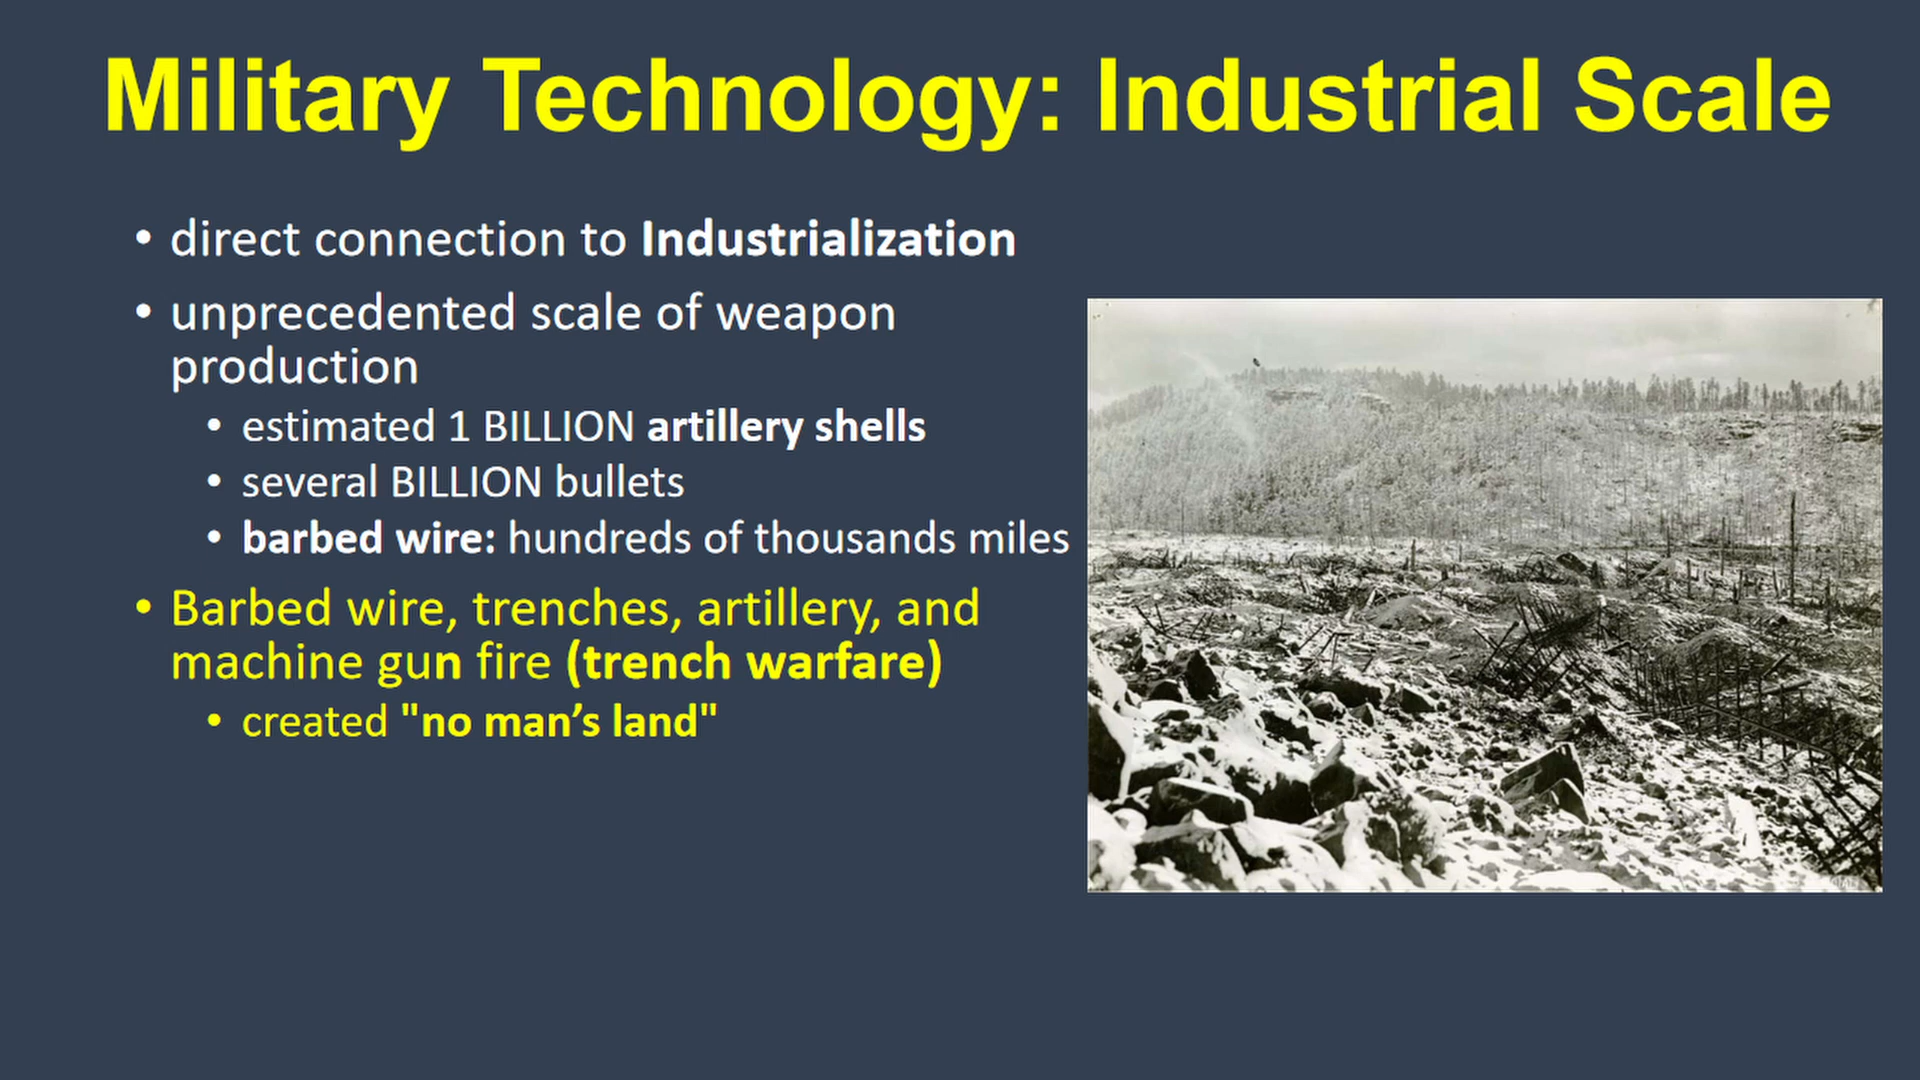 Military Technology: Industrial Scale
• direct connection to Industrialization
• unprecedented scale of weapon
production
• estimated 1 BILLION artillery shells
• several BILLION bullets
• barbed wire: hundreds of thousands miles
• Barbed wire, trenches, artillery, and
machine gun fire (trench warfare)
• created "no man’s land"